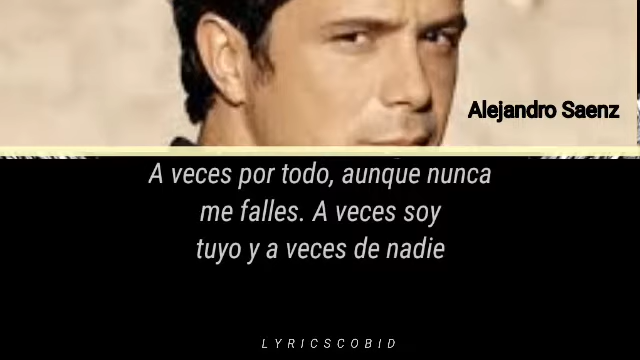 Alejandro Saenz
A veces por todo, aunque nunca
me falles. A veces soy
tuyo y a veces de nadie
LYRICSCOBID